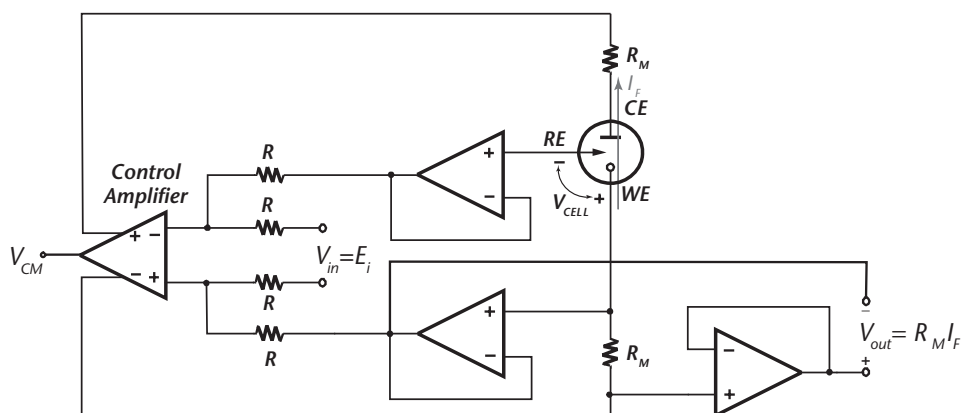 R_M
I_F
CE
RE
R
Control
Amplifier
+
−
WE
−
V_CELL
+
R
+
−
V_CM
−
+
−
+
V_in=E_i
R
+
−
R
R_M
−
+
−
V_out= R_M I_F
+